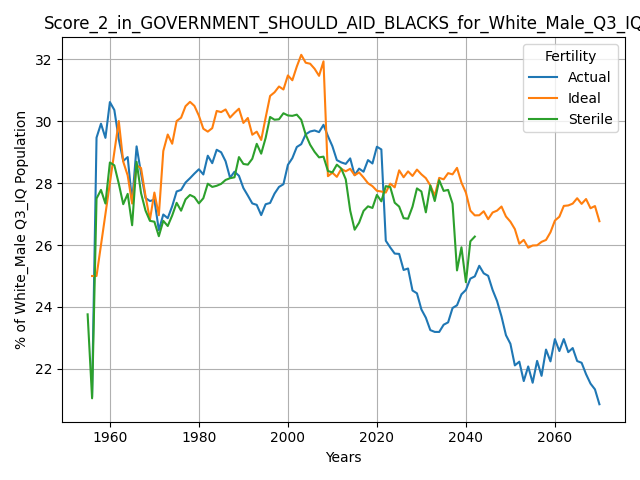 Score_2_in_GOVERNMENT_SHOULD_AID_BLACKS_for_White_Male_Q3_IQ
Fertility
Actual
Ideal
Sterile
% of White_Male Q3_IQ Population
32
30
28
26
24
22
1960
1980
2000
2020
2040
2060
Years